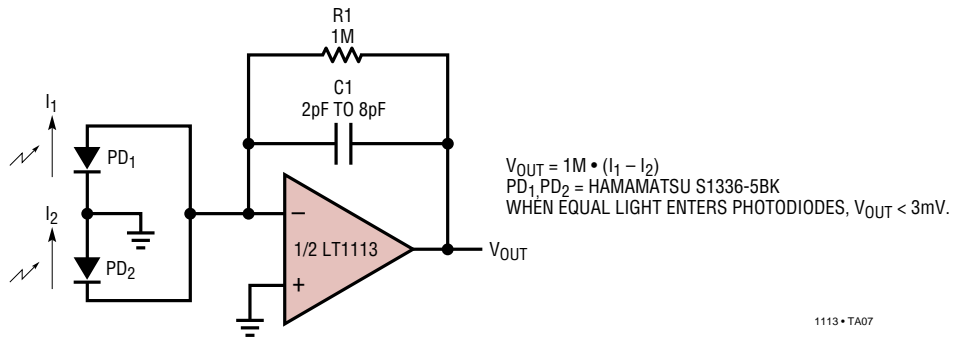 R1
1M
C1
2pF TO 8pF
I1
PD1
I2
PD2
–
+
1/2 LT1113
VOUT
VOUT = 1M • (I1 – I2)
PD1,PD2 = HAMAMATSU S1336-5BK
WHEN EQUAL LIGHT ENTERS PHOTODIODES, VOUT < 3mV.
1113 • TA07